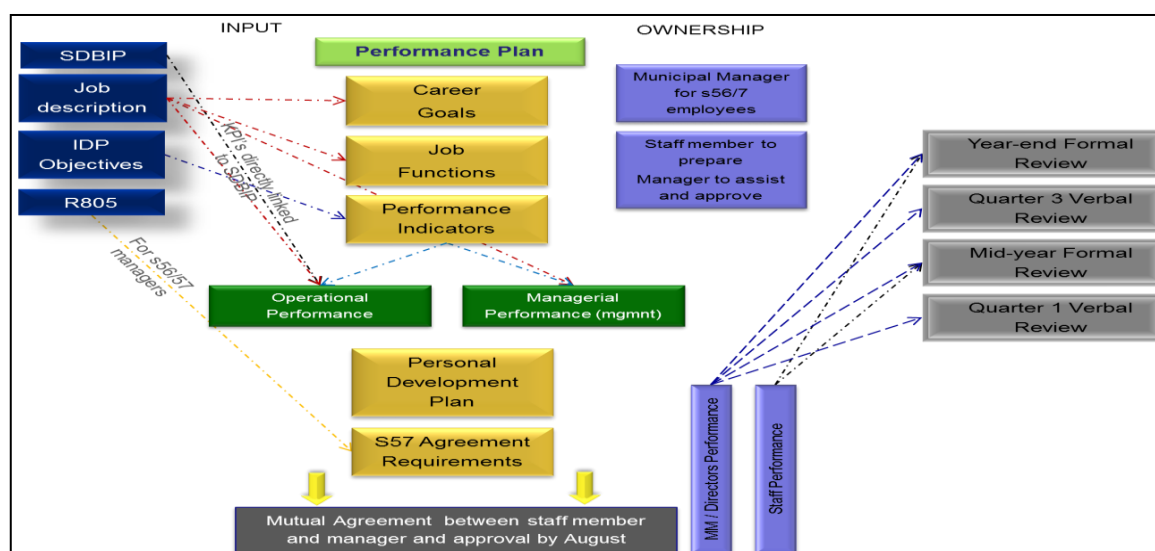 INPUT
OWNERSHIP
SDBIP
Job
description
IDP
Objectives
R805
KPI's directly linked
to SDBIP
For s56/57
managers
Performance Plan
Career
Goals
Job
Functions
Performance
Indicators
Operational
Performance
Managerial
Performance (mgmnt)
Personal
Development
Plan
S57 Agreement
Requirements
Mutual Agreement between staff member
and manager and approval by August
Municipal Manager
for s56/7
employees
Staff member to
prepare
Manager to assist
and approve
MM / Directors Performance
Staff Performance
Year-end Formal
Review
Quarter 3 Verbal
Review
Mid-year Formal
Review
Quarter 1 Verbal
Review